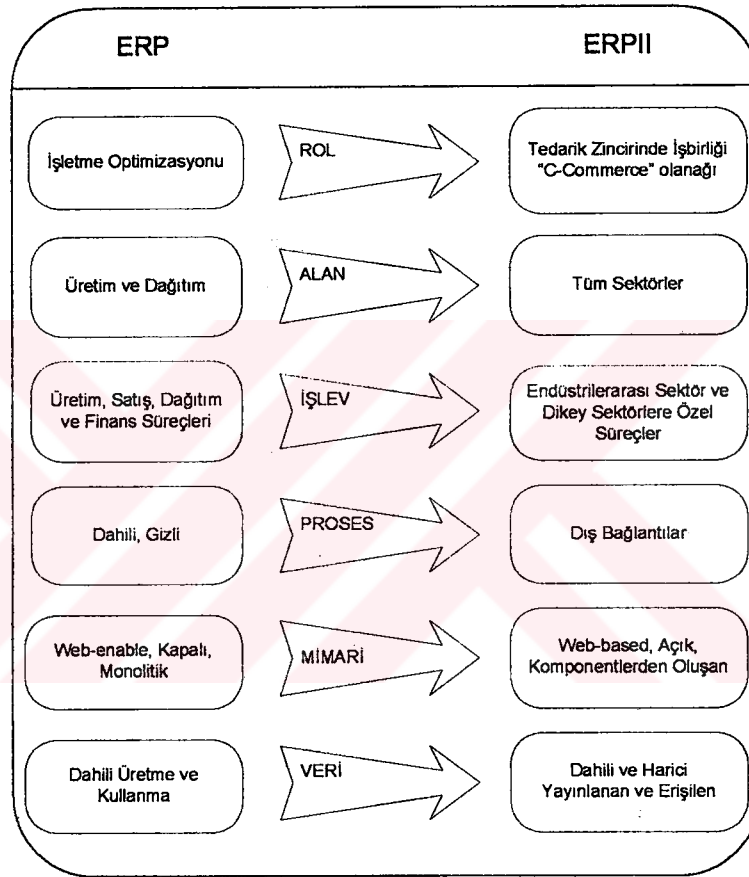 ERP ERPII
İşletme Optimizasyonu
ROL
Tedarik Zincirinde İşbirliği
"C-Commerce" olanağı
Üretim ve Dağıtım
ALAN
Tüm Sektörler
Üretim, Satış, Dağıtım
ve Finans Süreçleri
İŞLEV
Endüstrilerarası Sektör ve
Dikey Sektörlere Özel
Süreçler
Dahili, Gizli
PROSES
Dış Bağlantılar
Web-enable, Kapalı,
Monolitik
MİMARİ
Web-based, Açık,
Komponentlerden Oluşan
Dahili Üretme ve
Kullanma
VERİ
Dahili ve Harici
Yayınlanan ve Erişilen